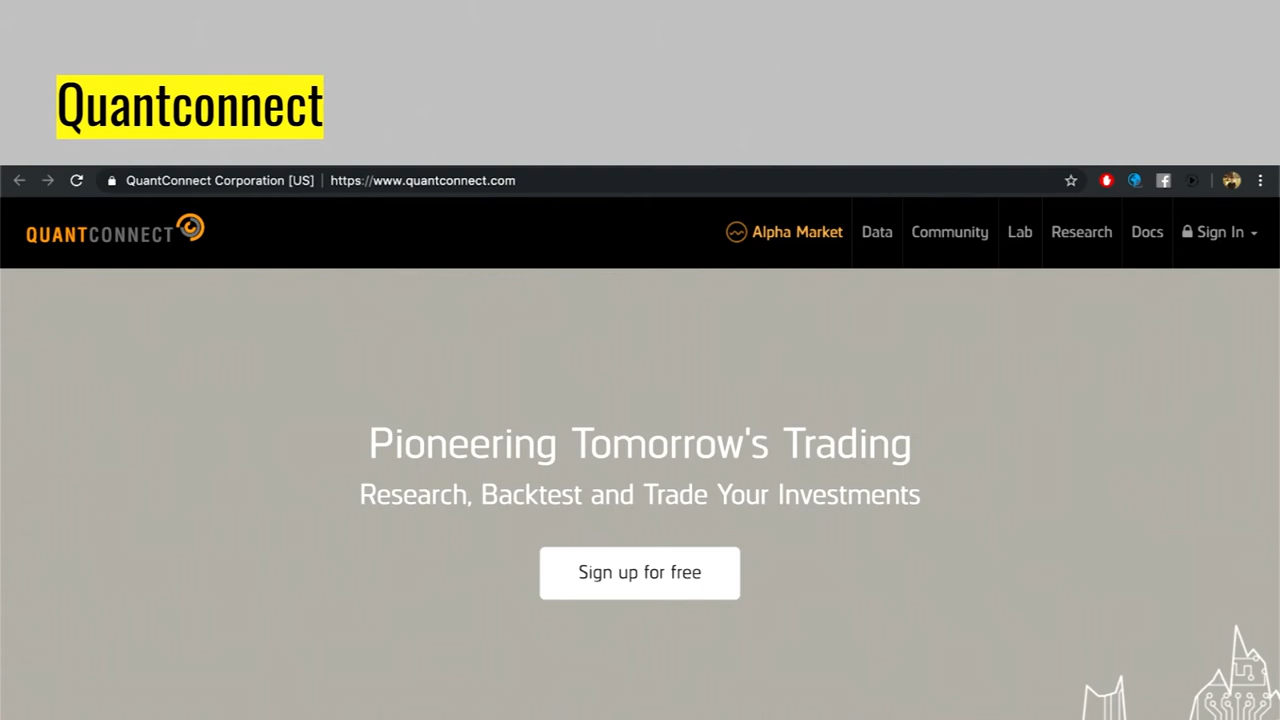 Quantconnect
QuantConnect Corporation [US] | https://www.quantconnect.com
QUANTCONNECT
Alpha Market Data Community Lab Research Docs Sign In
Pioneering Tomorrow's Trading
Research, Backtest and Trade Your Investments
Sign up for free